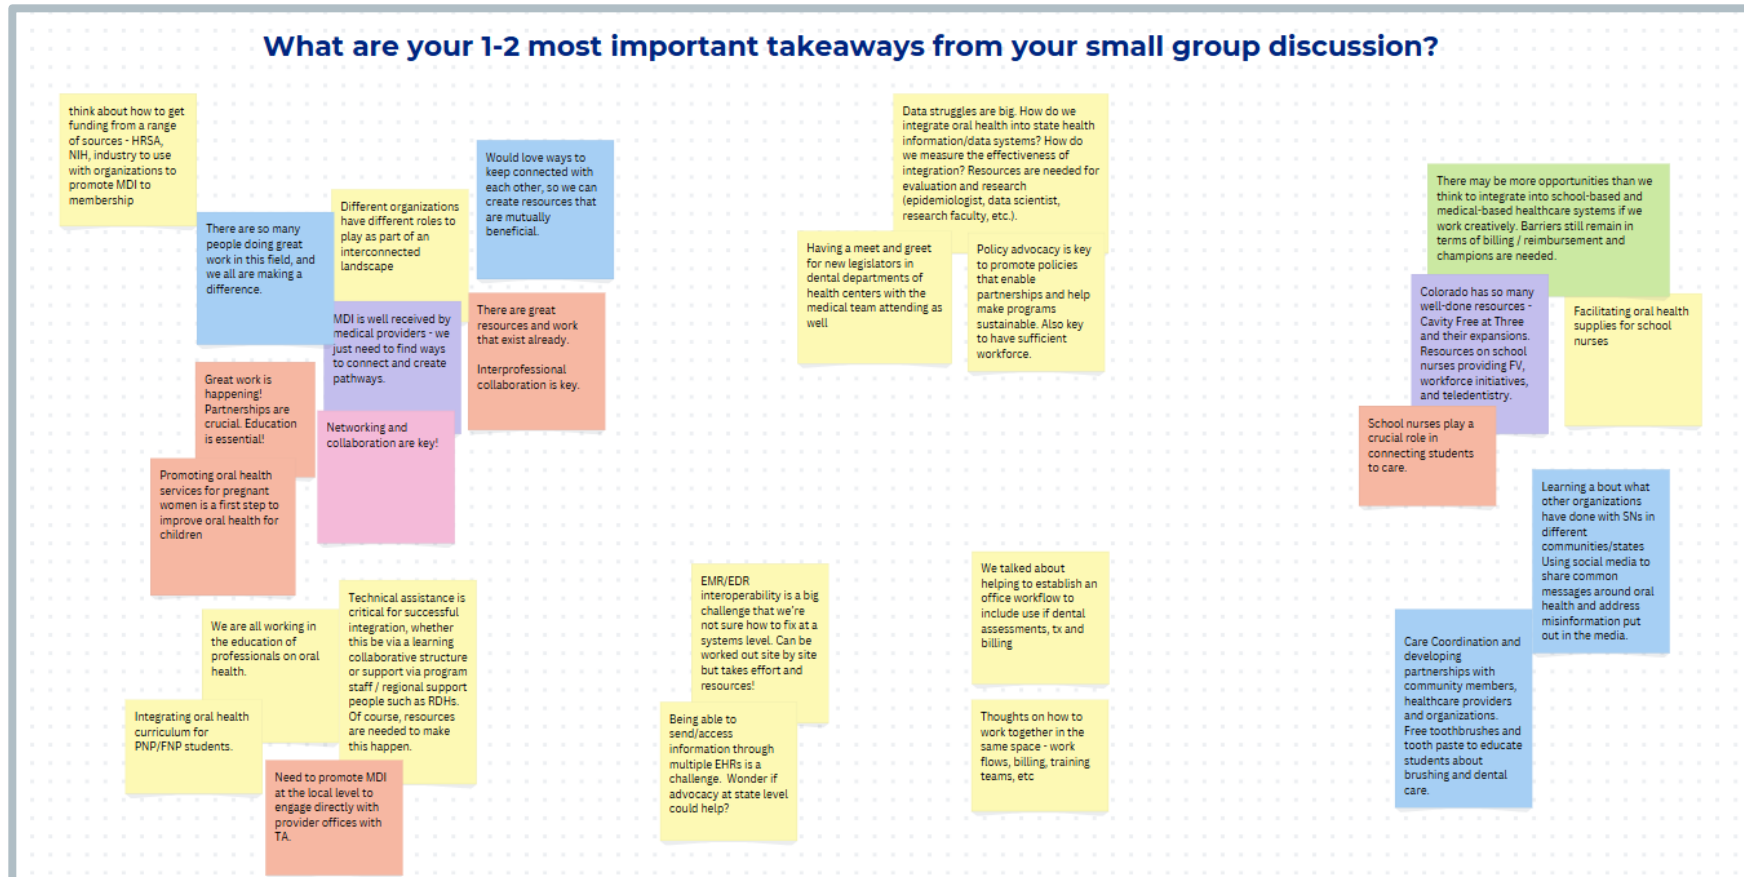 What are your 1-2 most important takeaways from your small group discussion?
think about how to get
funding from a range
of sources - HRSA,
NIH, industry to use
with organizations to
promote MDI to
membership
There are so many
people doing great
work in this field, and
we all are making a
difference.
Different organizations
have different roles to
play as part of an
interconnected
landscape
Would love ways to
keep connected with
each other, so we can
create resources that
are mutually
beneficial.
MDI is well received by
medical providers - we
just need to find ways
to connect and create
pathways.
There are great
resources and work
that exist already.
Interprofessional
collaboration is key.
Great work is
happening!
Partnerships are
crucial. Education
is essential!
Networking and
collaboration are key!
Promoting oral health
services for pregnant
women is a first step to
improve oral health for
children
Technical assistance is
critical for successful
integration, whether
this be via a learning
collaborative structure
or support via program
staff / regional support
people such as RDHs.
Of course, resources
are needed to make
this happen.
We are all working in
the education of
professionals on oral
health.
Integrating oral health
curriculum for
PNP/FNP students.
Need to promote MDI
at the local level to
engage directly with
provider offices with
TA.
Data struggles are big. How do we
integrate oral health into state health
information/data systems? How do
we measure the effectiveness of
integration? Resources are needed for
evaluation and research
(epidemiologist, data scientist,
research faculty, etc.).
Having a meet and greet
for new legislators in
dental departments of
health centers with the
medical team attending as
well
Policy advocacy is key
to promote policies
that enable
partnerships and help
make programs
sustainable. Also key
to have sufficient
workforce.
EMR/EDR
interoperability is a big
challenge that we're
not sure how to fix at a
systems level. Can be
worked out site by site
but takes effort and
resources!
Being able to
send/access
information through
multiple EHRs is a
challenge. Wonder if
advocacy at state level
could help?
We talked about
helping to establish an
office workflow to
include use if dental
assessments, tx and
billing
Thoughts on how to
work together in the
same space - work
flows, billing, training
teams, etc
There may be more opportunities than we
think to integrate into school-based and
medical-based healthcare systems if we
work creatively. Barriers still remain in
terms of billing / reimbursement and
champions are needed.
Colorado has so many
well-done resources -
Cavity Free at Three
and their expansions.
Resources on school
nurses providing FV,
workforce initiatives,
and teledentistry.
Facilitating oral health
supplies for school
nurses
School nurses play a
crucial role in
connecting students
to care.
Learning a bout what
other organizations
have done with SNs in
different
communities/states
Using social media to
share common
messages around oral
health and address
misinformation put
out in the media.
Care Coordination and
developing
partnerships with
community members,
healthcare providers
and organizations.
Free toothbrushes and
tooth paste to educate
students about
brushing and dental
care.